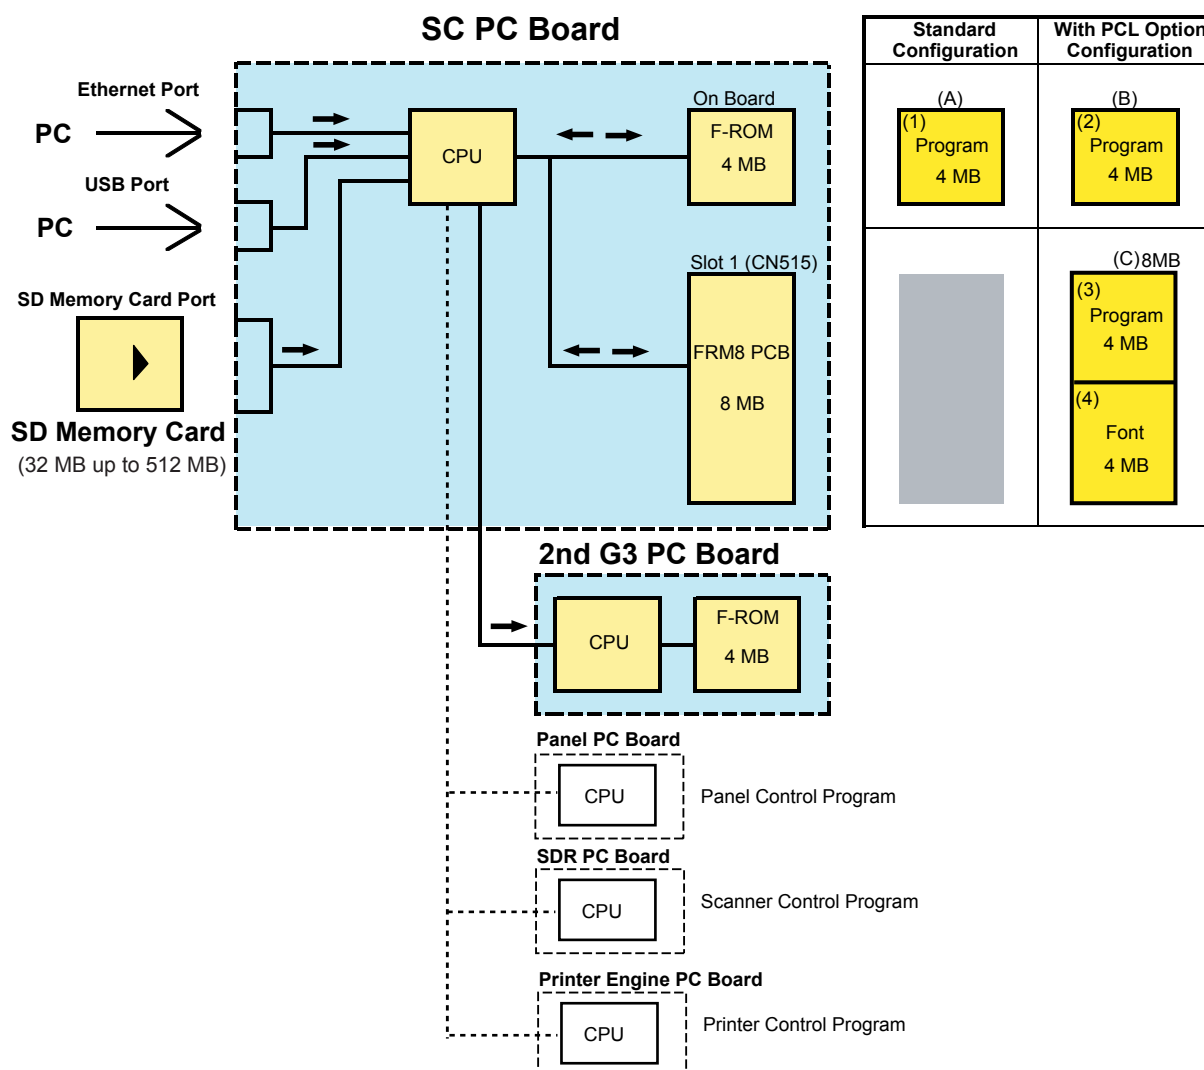 SC PC Board
Ethernet Port
PC
USB Port
PC
SD Memory Card Port
SD Memory Card
(32 MB up to 512 MB)
CPU
On Board
F-ROM
4 MB
Slot 1 (CN515)
FRM8 PCB
8 MB
Standard
Configuration
With PCL Option
Configuration
(A)
(1)
Program
4 MB
(B)
(2)
Program
4 MB
(C) 8MB
(3)
Program
4 MB
(4)
Font
4 MB
2nd G3 PC Board
CPU
F-ROM
4 MB
Panel PC Board
CPU
Panel Control Program
SDR PC Board
CPU
Scanner Control Program
Printer Engine PC Board
CPU
Printer Control Program